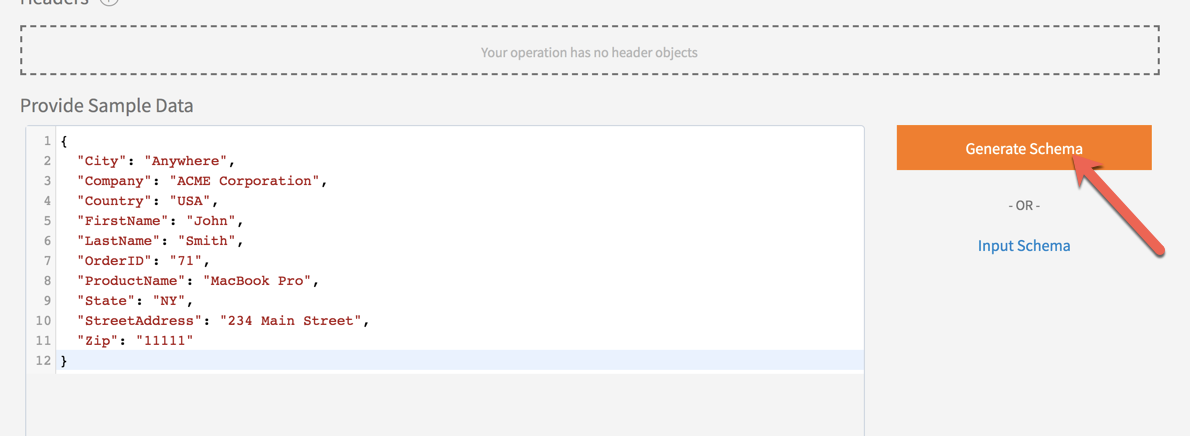 Headers ?
Your operation has no header objects
Provide Sample Data
1 {
2 "City": "Anywhere",
3 "Company": "ACME Corporation",
4 "Country": "USA",
5 "FirstName": "John",
6 "LastName": "Smith",
7 "OrderID": "71",
8 "ProductName": "MacBook Pro",
9 "State": "NY",
10 "StreetAddress": "234 Main Street",
11 "Zip": "11111"
12 }
Generate Schema
- OR -
Input Schema